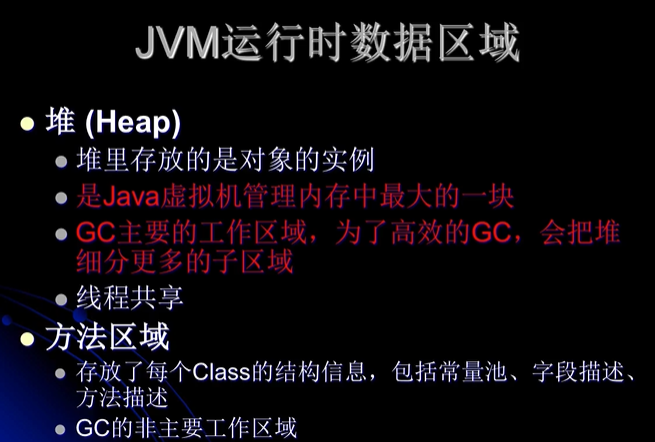 JVM运行时数据区域
堆 (Heap)
堆里存放的是对象的实例
是Java虚拟机管理内存中最大的一块
GC主要的工作区域，为了高效的GC，会把堆
细分更多的子区域
线程共享
方法区域
存放了每个Class的结构信息，包括常量池、字段描述、
方法描述
GC的非主要工作区域